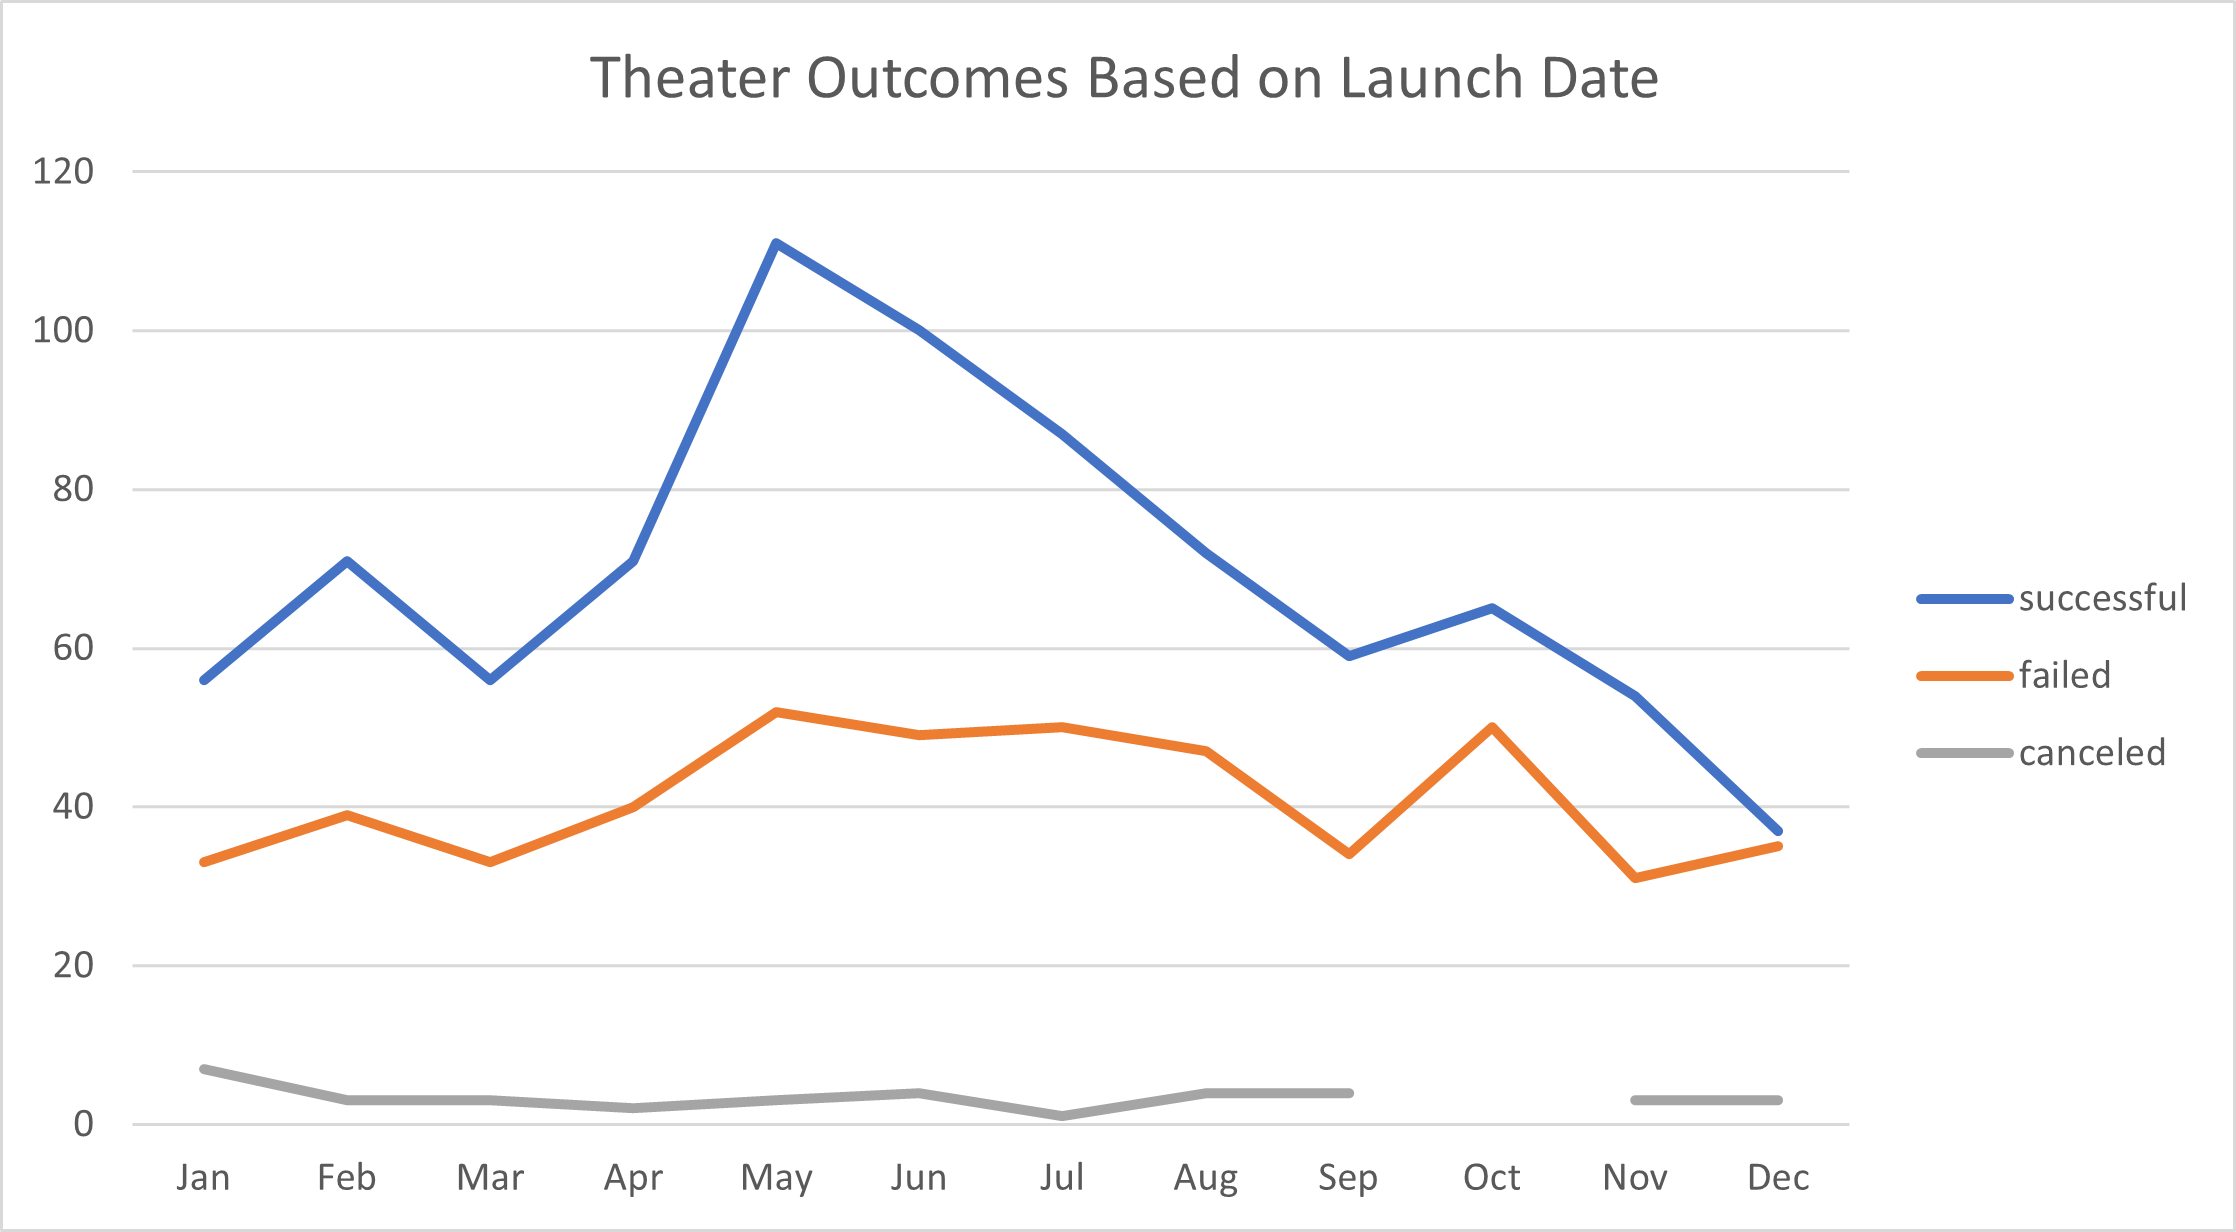 Theater Outcomes Based on Launch Date
120
100
80
60
40
20
0
Jan Feb Mar Apr May Jun Jul Aug Sep Oct Nov Dec
successful
failed
canceled